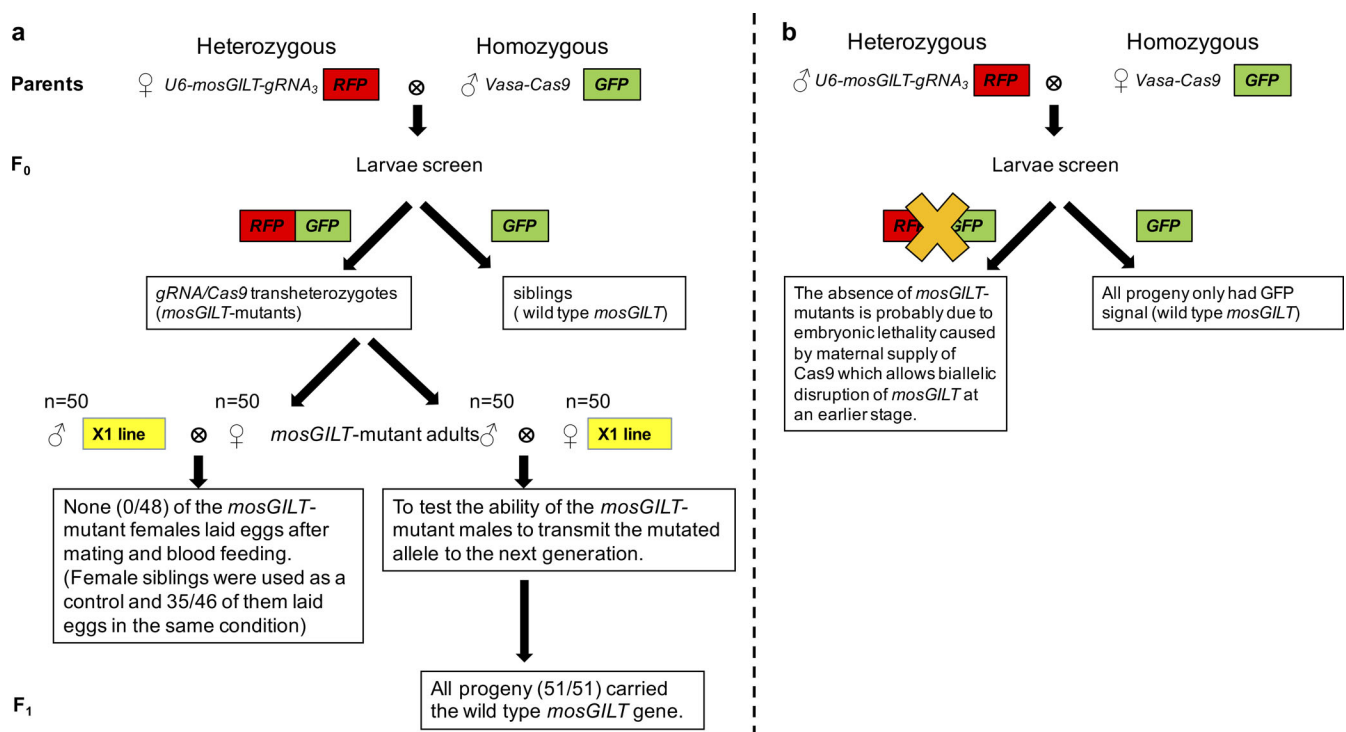 a
Heterozygous
Homozygous
Parents
♀ U6-mosGILT-gRNA₃ RFP
⊗
♂ Vasa-Cas9 GFP
F₀
Larvae screen
RFP GFP
GFP
gRNA/Cas9 transheterozygotes
(mosGILT-mutants)
siblings
( wild type mosGILT)
n=50
n=50
n=50
n=50
♂ X1 line ⊗ ♀ mosGILT-mutant adults ♂ ⊗ ♀ X1 line
None (0/48) of the mosGILT-
mutant females laid eggs after
mating and blood feeding.
(Female siblings were used as a
control and 35/46 of them laid
eggs in the same condition)
To test the ability of the mosGILT-
mutant males to transmit the mutated
allele to the next generation.
F₁
All progeny (51/51) carried
the wild type mosGILT gene.
b
Heterozygous
Homozygous
♂ U6-mosGILT-gRNA₃ RFP
⊗
♀ Vasa-Cas9 GFP
Larvae screen
RFP GFP
GFP
The absence of mosGILT-
mutants is probably due to
embryonic lethality caused
by maternal supply of
Cas9 which allows biallelic
disruption of mosGILT at
an earlier stage.
All progeny only had GFP
signal (wild type mosGILT)